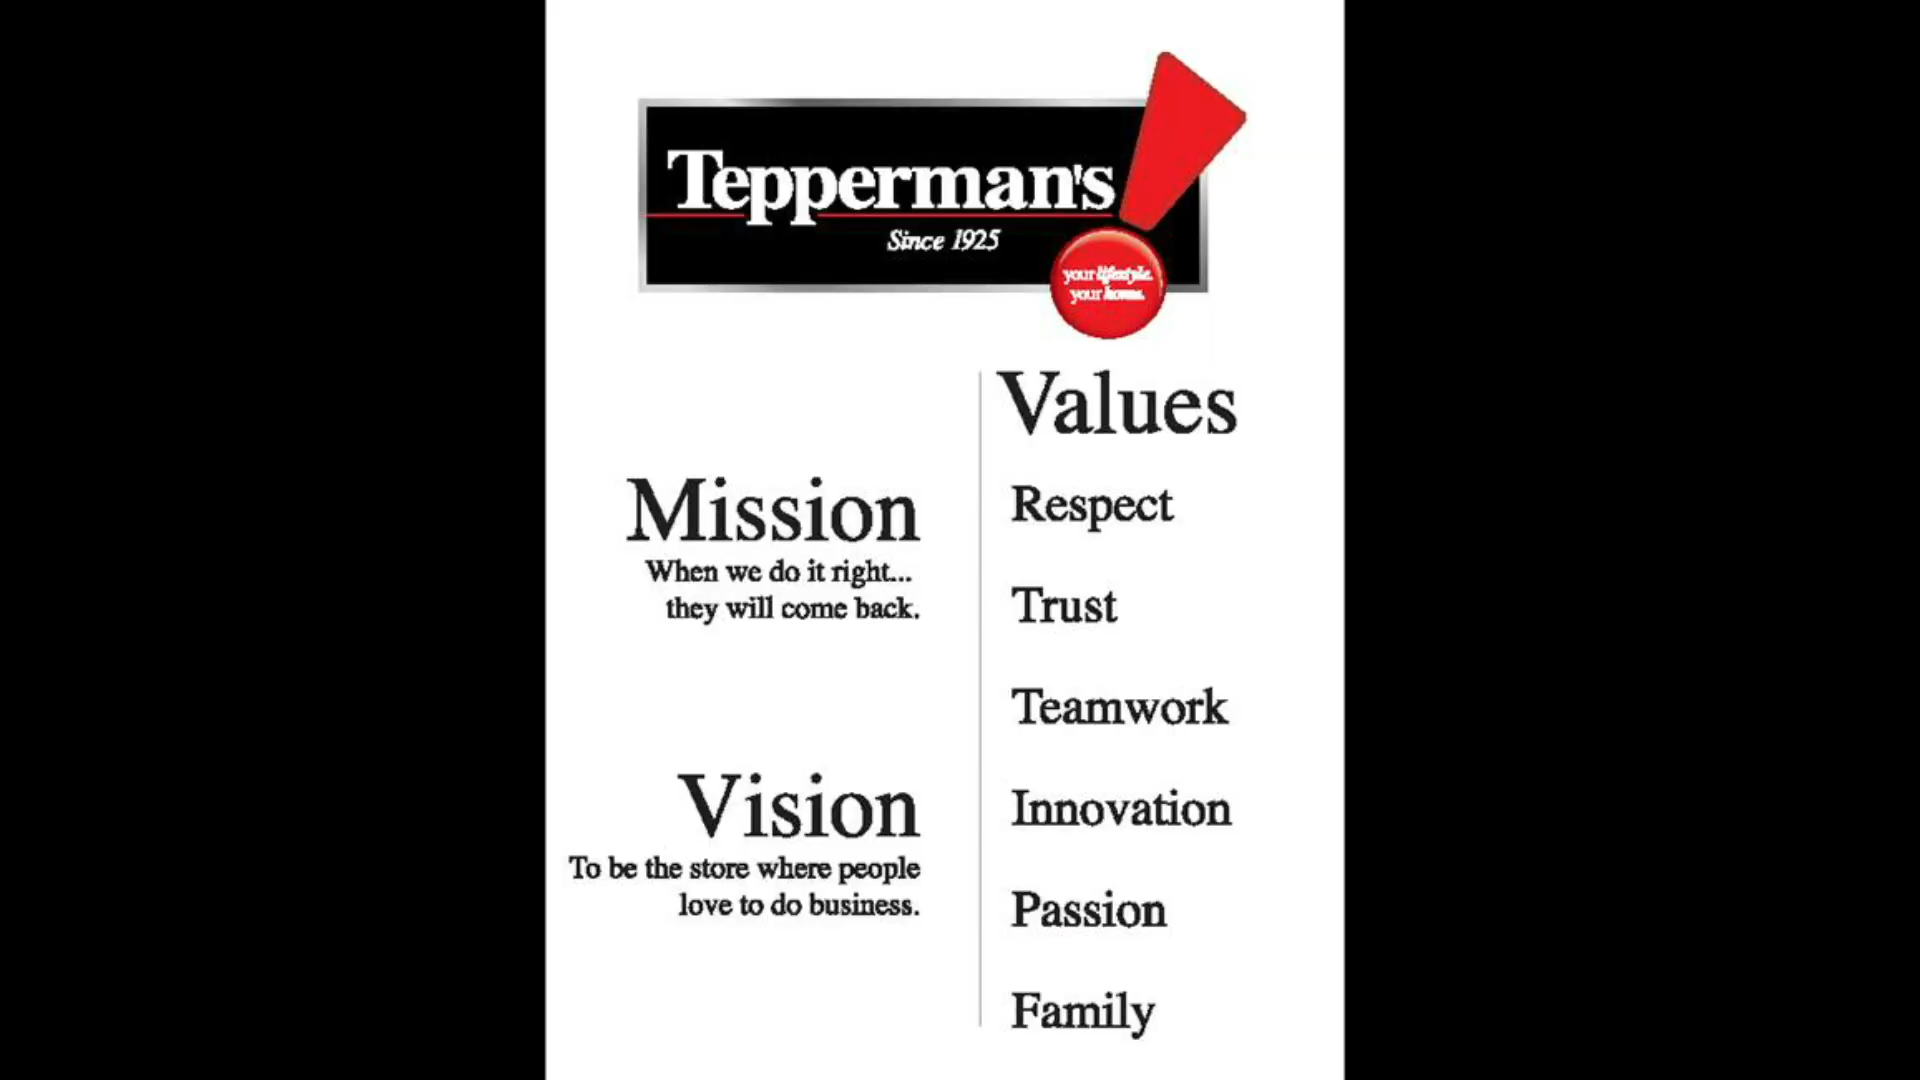 Tepperman's
Since 1925
your lifestyle.
your home.
Mission
When we do it right...
they will come back.
Vision
To be the store where people
love to do business.
Values
Respect
Trust
Teamwork
Innovation
Passion
Family